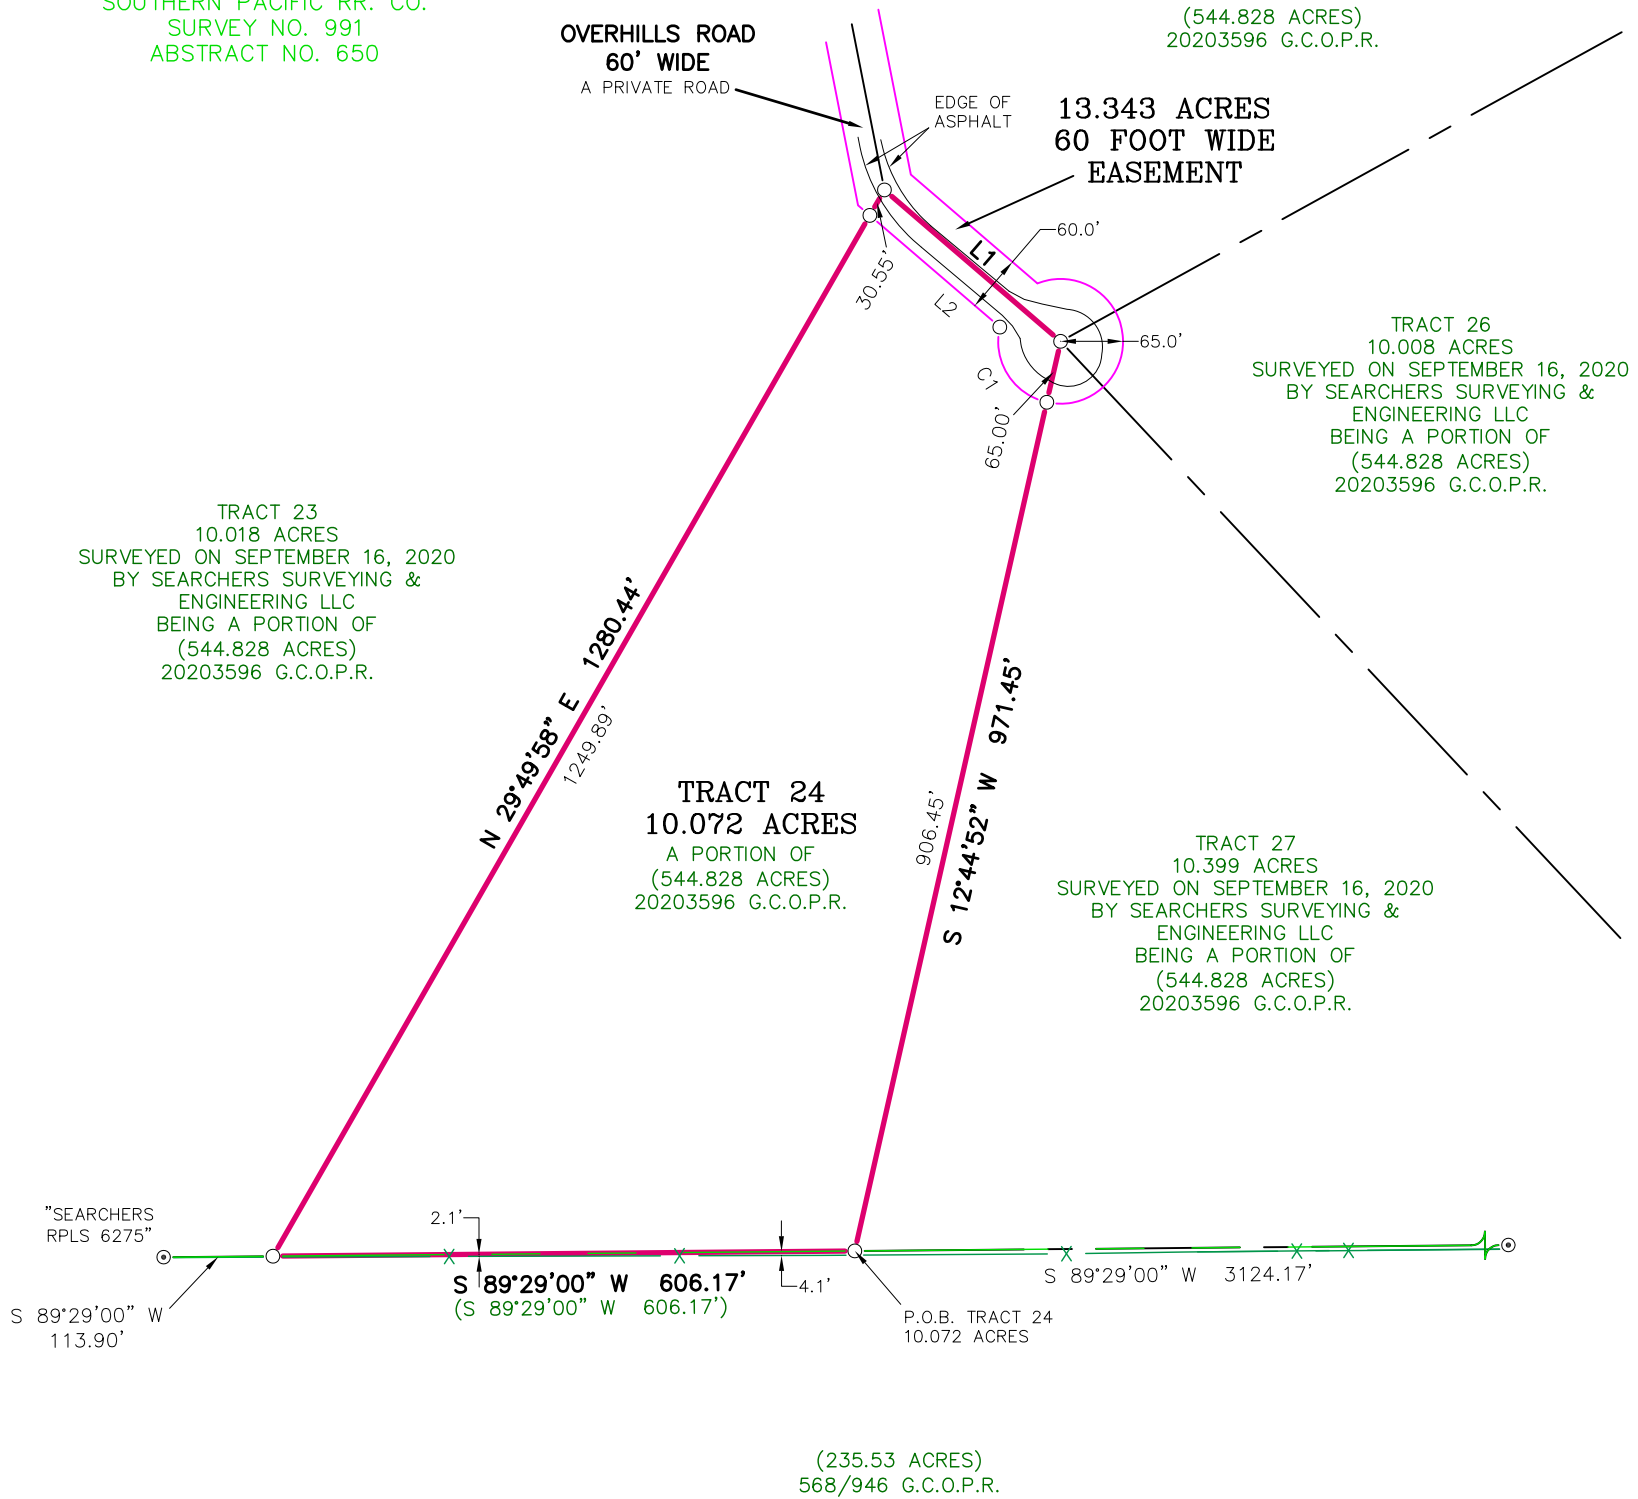 SOUTHERN PACIFIC RR. CO.
SURVEY NO. 991
ABSTRACT NO. 650
OVERHILLS ROAD
60' WIDE
A PRIVATE ROAD
EDGE OF
ASPHALT
(544.828 ACRES)
20203596 G.C.O.P.R.
13.343 ACRES
60 FOOT WIDE
EASEMENT
L1
60.0'
30.55'
L2
65.0'
C1
65.00'
TRACT 26
10.008 ACRES
SURVEYED ON SEPTEMBER 16, 2020
BY SEARCHERS SURVEYING &
ENGINEERING LLC
BEING A PORTION OF
(544.828 ACRES)
20203596 G.C.O.P.R.
TRACT 23
10.018 ACRES
SURVEYED ON SEPTEMBER 16, 2020
BY SEARCHERS SURVEYING &
ENGINEERING LLC
BEING A PORTION OF
(544.828 ACRES)
20203596 G.C.O.P.R.
N 29°49'58" E 1280.44'
1249.89'
TRACT 24
10.072 ACRES
A PORTION OF
(544.828 ACRES)
20203596 G.C.O.P.R.
906.45'
S 12°44'52" W 971.45'
TRACT 27
10.399 ACRES
SURVEYED ON SEPTEMBER 16, 2020
BY SEARCHERS SURVEYING &
ENGINEERING LLC
BEING A PORTION OF
(544.828 ACRES)
20203596 G.C.O.P.R.
"SEARCHERS
RPLS 6275"
2.1'
S 89°29'00" W 606.17'
(S 89°29'00" W 606.17')
4.1'
S 89°29'00" W 3124.17'
S 89°29'00" W
113.90'
P.O.B. TRACT 24
10.072 ACRES
(235.53 ACRES)
568/946 G.C.O.P.R.